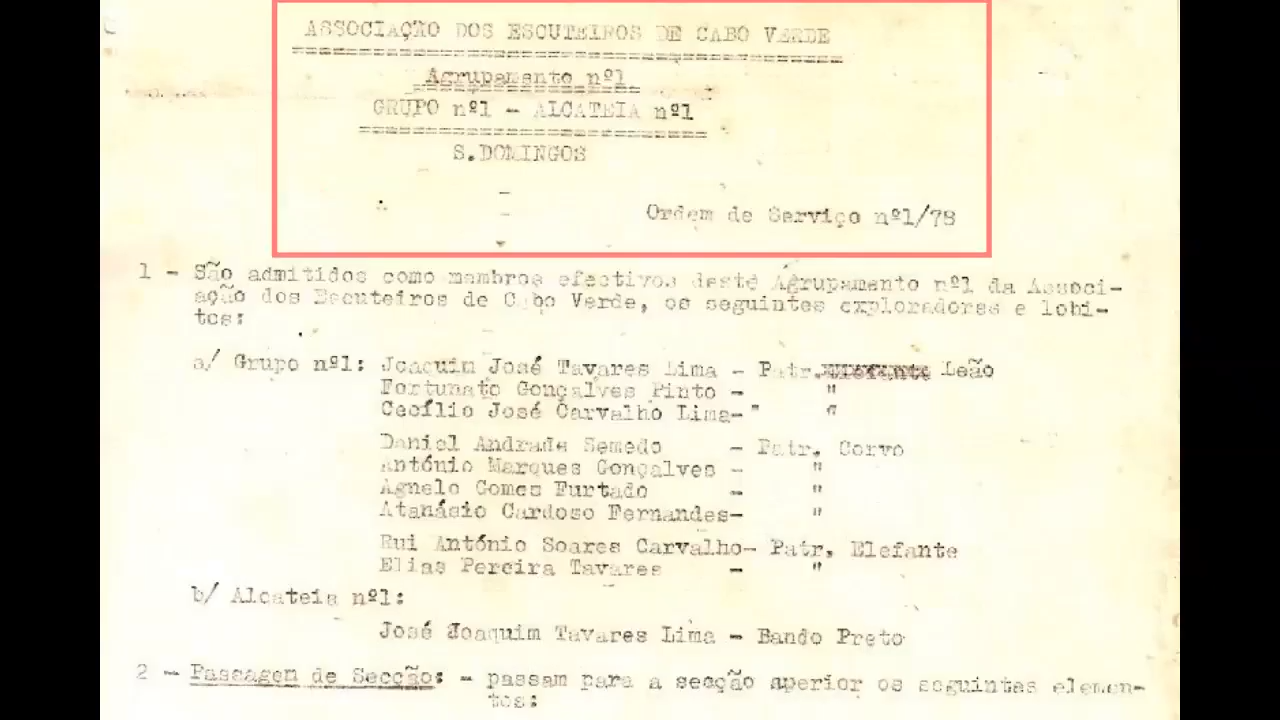 ASSOCIAÇÃO DOS ESCUTEIROS DE CABO VERDE
Agrupamento nº1
GRUPO nº1 - ALCATEIA nº1
S.DOMINGOS
Ordem de Serviço nº1/78
1 - São admitidos como mambros efectivos deste Agrupamento nº1 da Associ-
ação dos Escuteiros de Cabo Verde, os seguintes exploradores e lobi-
tos:
a/ Grupo nº1: Joaquim José Tavares Lima - Patr. Leão
Fortunato Gonçalves Pinto - "
Cecílio José Carvalho Lima- " "
Daniel Andrade Semedo - Patr. Corvo
António Marques Gonçalves - "
Agnelo Gomes Furtado - "
Atanásio Cardoso Fernandes- "
Rui António Soares Carvalho- Patr. Elefante
Elias Pereira Tavares - "
b/ Alcateia nº1:
José Joaquim Tavares Lima - Bando Preto
2 - Passagem de Secção: - passam para a secção aperior os seguintes elemen-
tos: